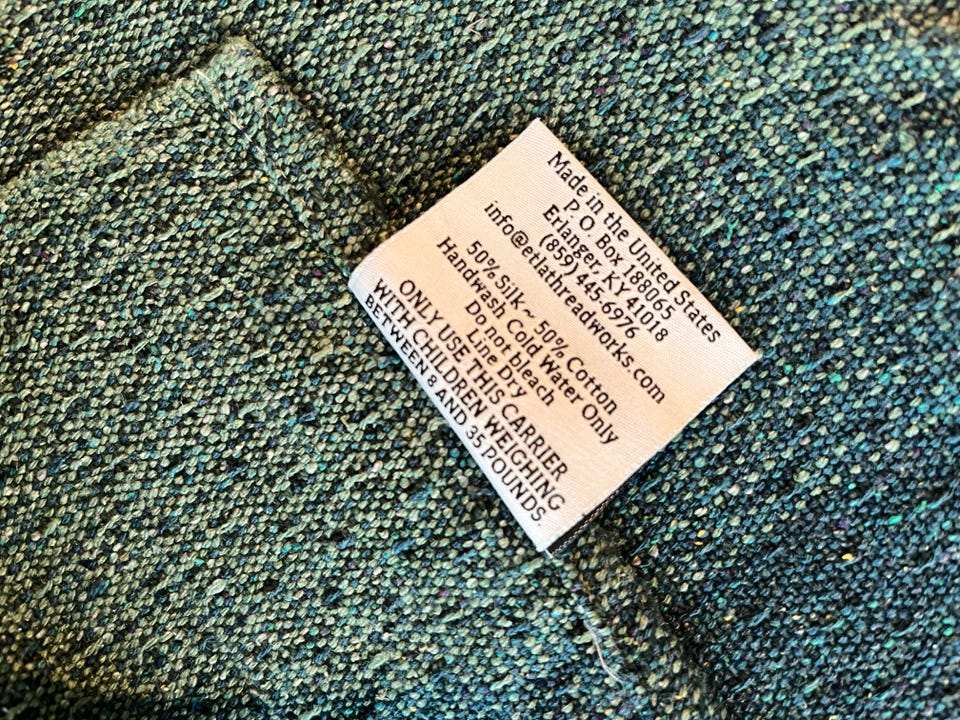 Made in the United States
P. O. Box 188065
Erlanger, KY 41018
(859) 445-6976
info@etlathreadworks.com
50% Silk ~ 50% Cotton
Handwash Cold Water Only
Do not bleach
Line Dry
ONLY USE THIS CARRIER
WITH CHILDREN WEIGHING
BETWEEN 8 AND 35 POUNDS.